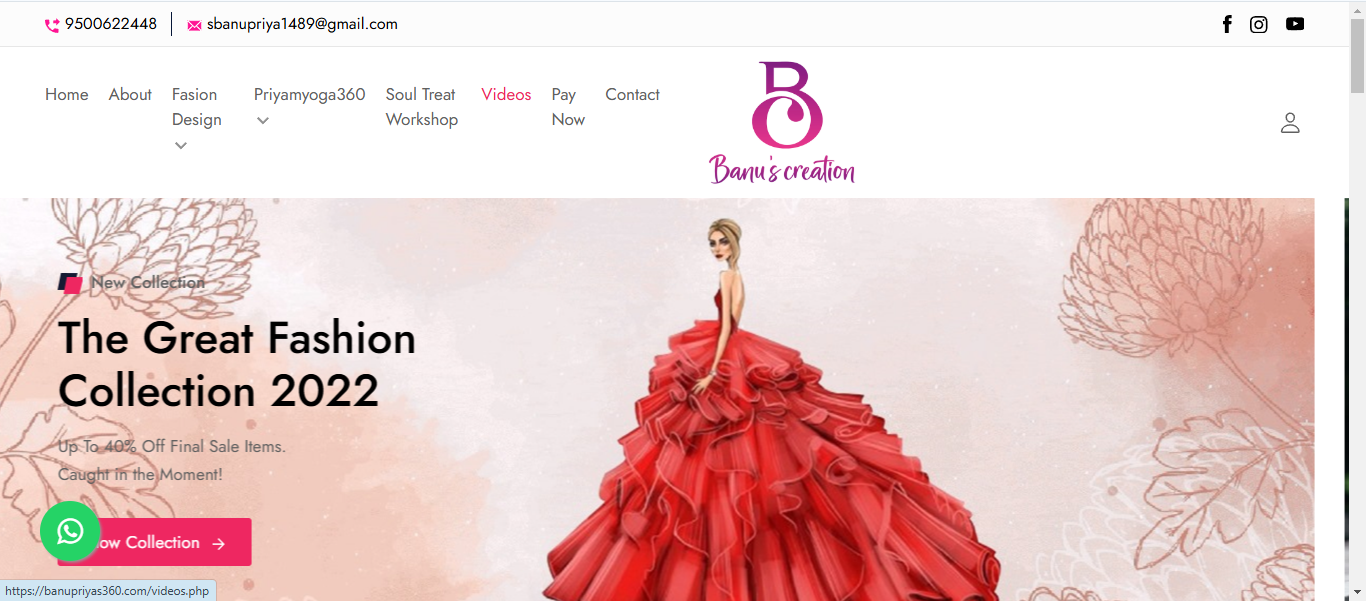 9500622448
sbanupriya1489@gmail.com
Home
About
Fasion
Design
Priyamyoga360
Soul Treat
Workshop
Videos
Pay
Now
Contact
B
Banu's creation
New Collection
The Great Fashion
Collection 2022
Up To 40% Off Final Sale Items.
Caught in the Moment!
Collection →
https://banupriyas360.com/videos.php